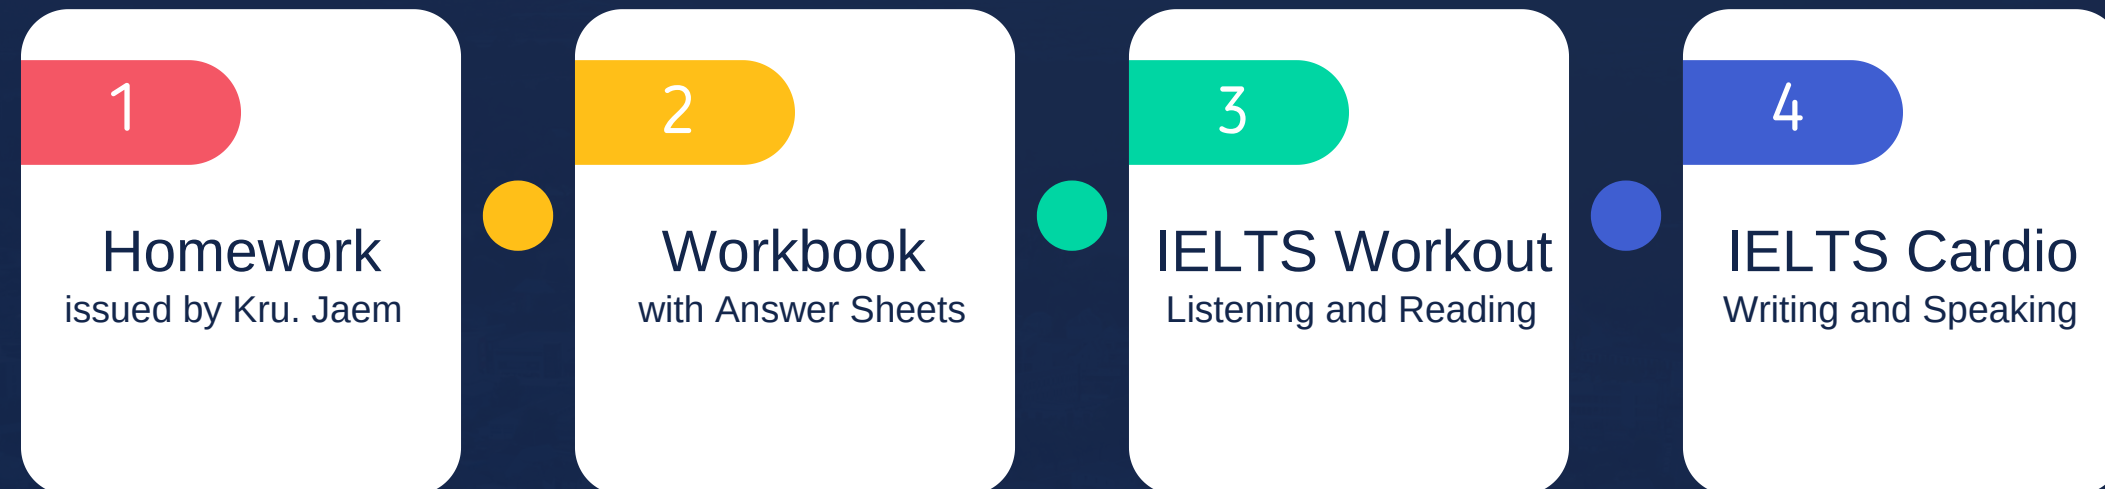 1
Homework
issued by Kru. Jaem
2
Workbook
with Answer Sheets
3
IELTS Workout
Listening and Reading
4
IELTS Cardio
Writing and Speaking